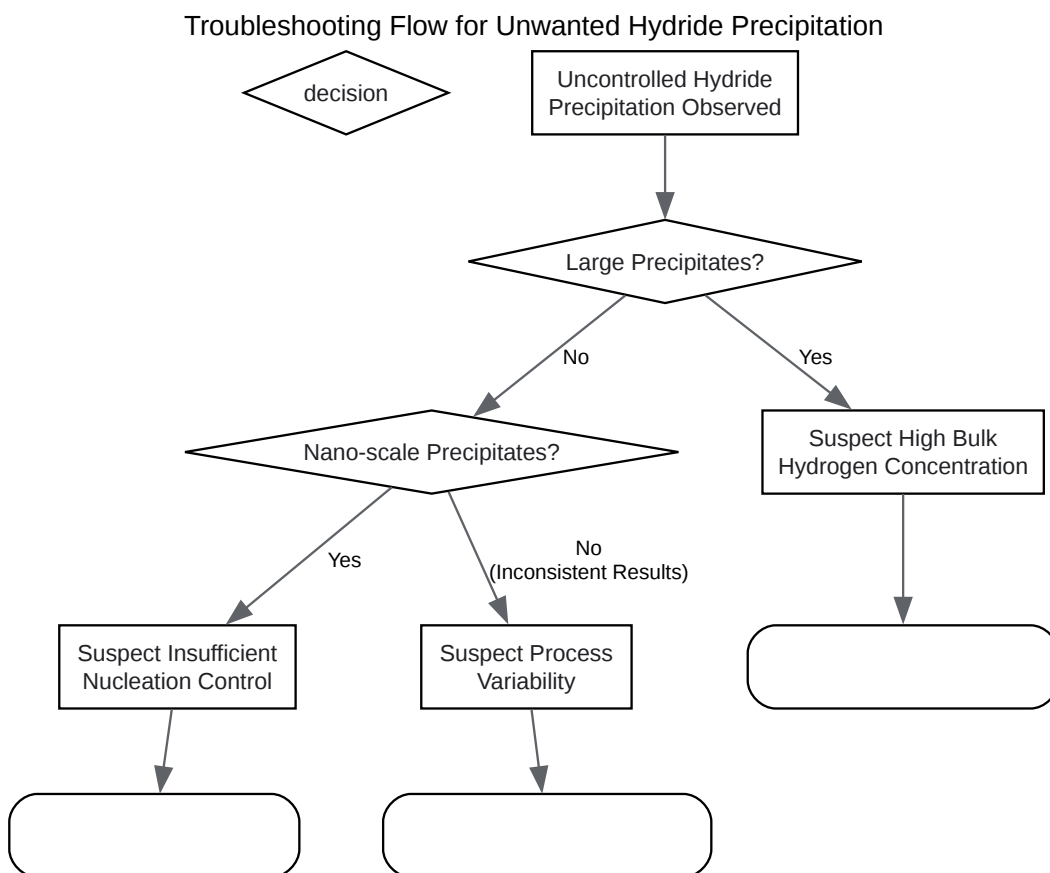 Troubleshooting Flow for Unwanted Hydride Precipitation
decision
Uncontrolled Hydride
Precipitation Observed
Large Precipitates?
No
Yes
Nano-scale Precipitates?
Suspect High Bulk
Hydrogen Concentration
Yes
No
(Inconsistent Results)
Suspect Insufficient
Nucleation Control
Suspect Process
Variability